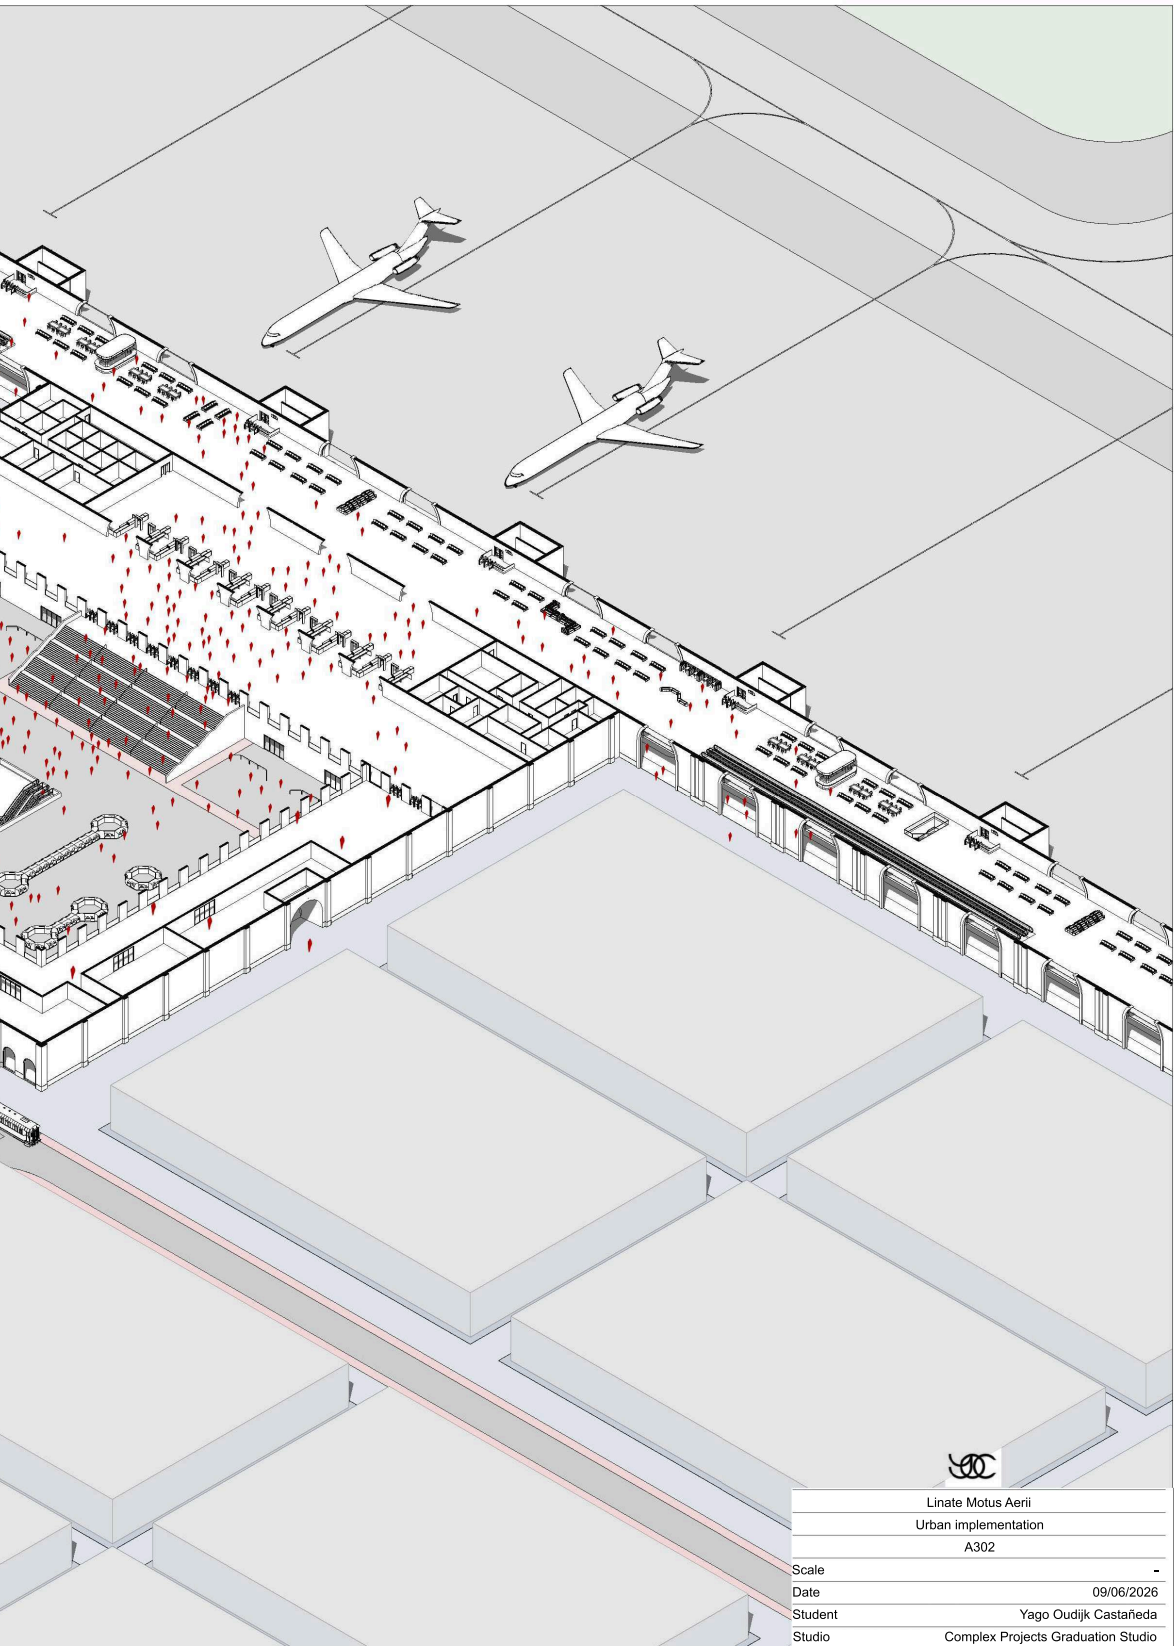 Linate Motus Aerii
Urban implementation
A302
Scale -
Date 09/06/2026
Student Yago Oudijk Castañeda
Studio Complex Projects Graduation Studio